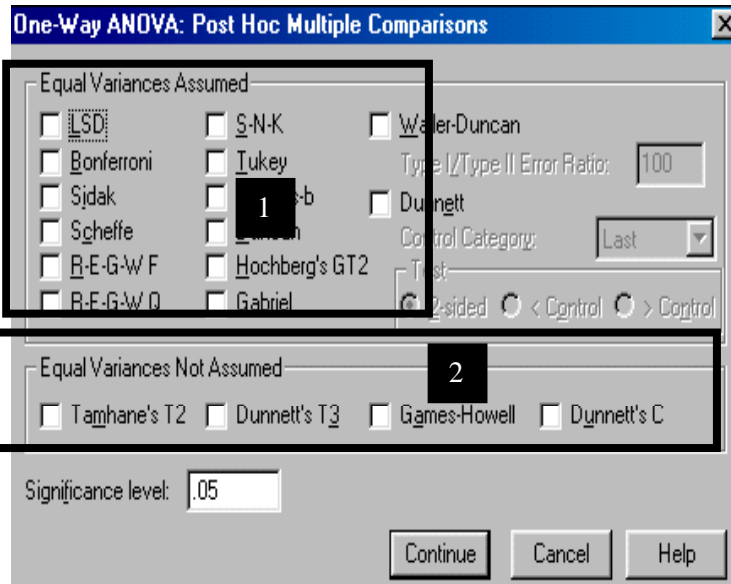 One-Way ANOVA: Post Hoc Multiple Comparisons
Equal Variances Assumed
LSD S-N-K Waller-Duncan
Bonferroni Tukey Type I/Type II Error Ratio: 100
Sidak 1 s-b Dunnett
Scheffe Control Category: Last
R-E-G-W F Hochberg's GT2 Test
R-E-G-W Q Gabriel 2-sided < Control > Control
Equal Variances Not Assumed 2
Tamhane's T2 Dunnett's T3 Games-Howell Dunnett's C
Significance level: .05
Continue Cancel Help